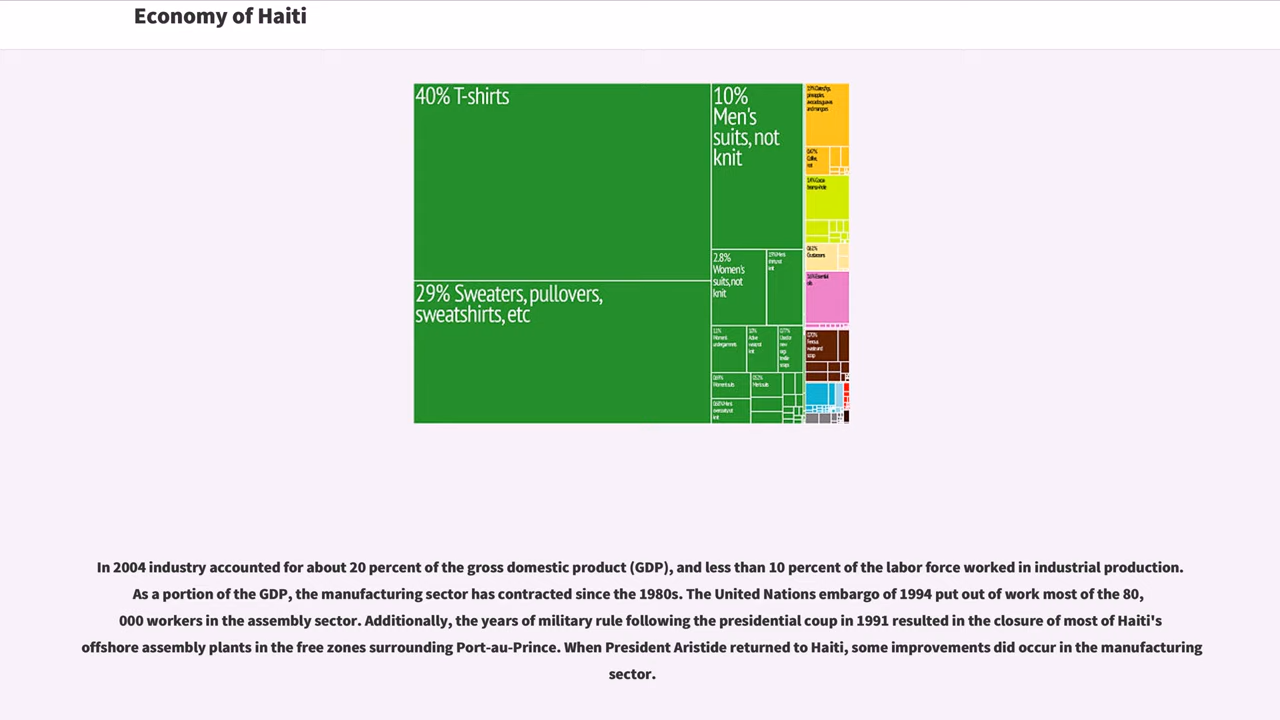 Economy of Haiti
40% T-shirts
29% Sweaters, pullovers,
sweatshirts, etc
10%
Men's
suits, not
knit
2.8%
Women's
suits, not
knit
In 2004 industry accounted for about 20 percent of the gross domestic product (GDP), and less than 10 percent of the labor force worked in industrial production.
As a portion of the GDP, the manufacturing sector has contracted since the 1980s. The United Nations embargo of 1994 put out of work most of the 80,
000 workers in the assembly sector. Additionally, the years of military rule following the presidential coup in 1991 resulted in the closure of most of Haiti's
offshore assembly plants in the free zones surrounding Port-au-Prince. When President Aristide returned to Haiti, some improvements did occur in the manufacturing
sector.